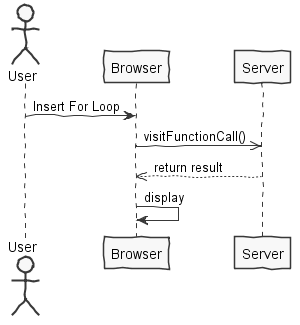 User
Browser
Server
Insert For Loop
visitFunctionCall()
return result
display
User
Browser
Server